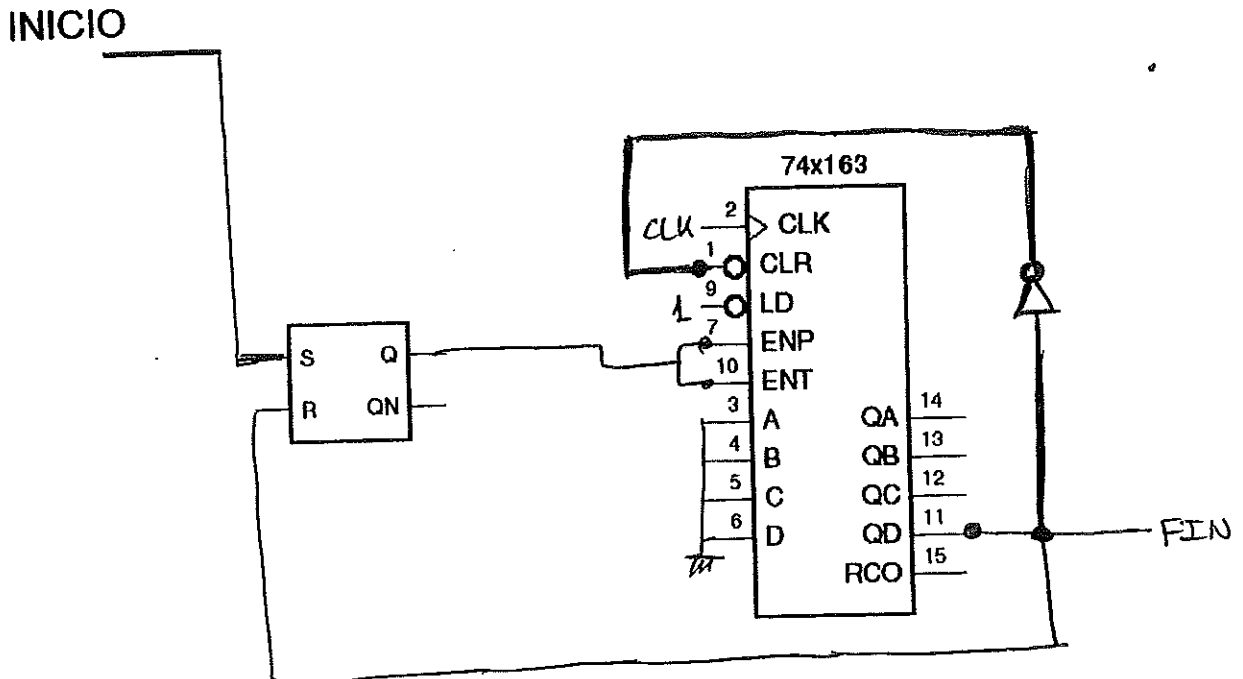 INICIO
74x163
CLK 2 CLK
1 CLR
1 9 LD
7 ENP
10 ENT
3 A
4 B
5 C
6 D
QA 14
QB 13
QC 12
QD 11
RCO 15
FIN
S Q
R QN